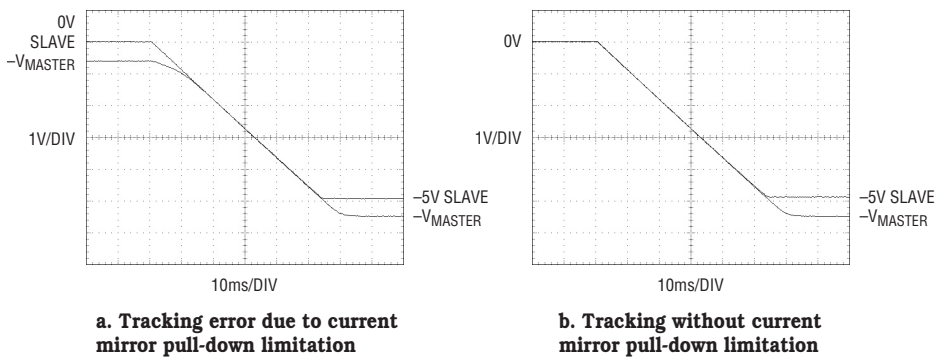 0V
SLAVE
–VMASTER
1V/DIV
–5V SLAVE
–VMASTER
10ms/DIV
a. Tracking error due to current
mirror pull-down limitation
0V
1V/DIV
–5V SLAVE
–VMASTER
10ms/DIV
b. Tracking without current
mirror pull-down limitation